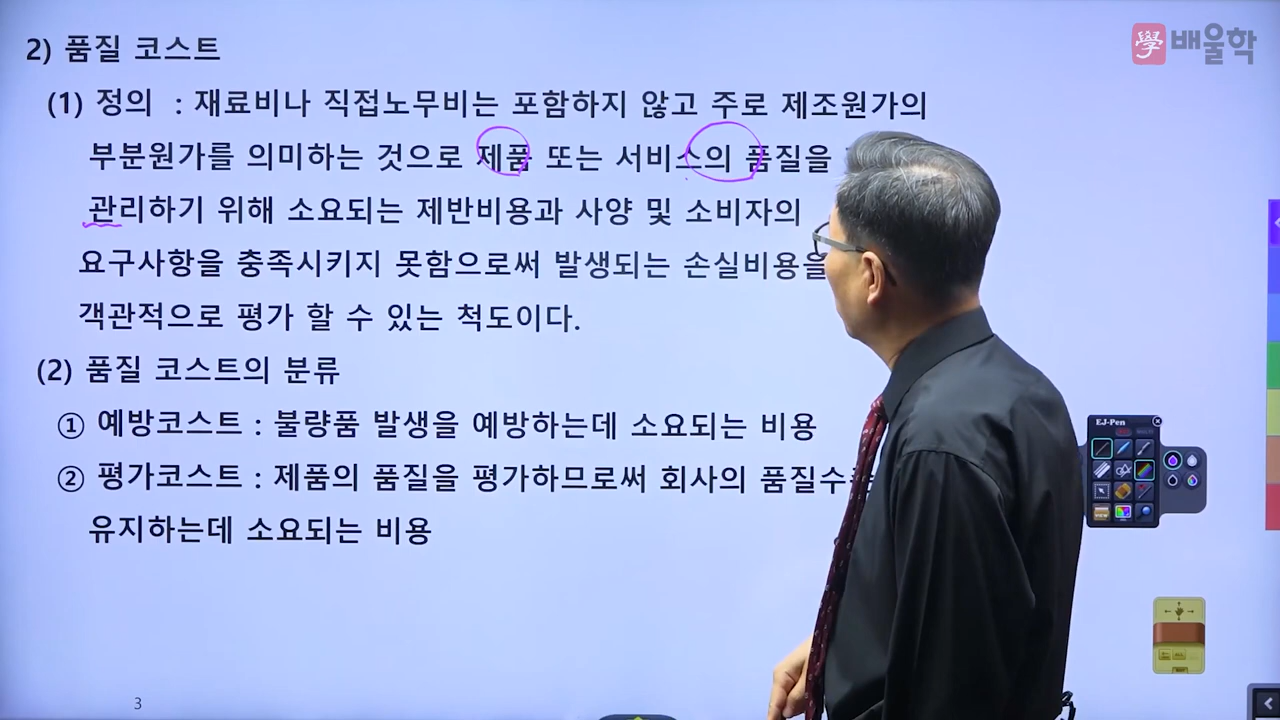 2) 품질 코스트
學 배울학
(1) 정의 : 재료비나 직접노무비는 포함하지 않고 주로 제조원가의
부분원가를 의미하는 것으로 제품 또는 서비스의 품질을
관리하기 위해 소요되는 제반비용과 사양 및 소비자의
요구사항을 충족시키지 못함으로써 발생되는 손실비용을
객관적으로 평가 할 수 있는 척도이다.
(2) 품질 코스트의 분류
① 예방코스트 : 불량품 발생을 예방하는데 소요되는 비용
② 평가코스트 : 제품의 품질을 평가하므로써 회사의
유지하는데 소요되는 비용
EJ-Pen
3